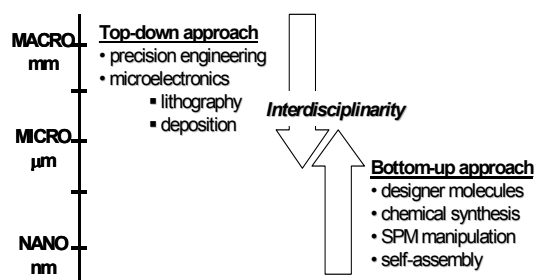 MACRO
mm
MICRO
μm
NANO
nm
Top-down approach
• precision engineering
• microelectronics
▪ lithography
▪ deposition
Interdisciplinarity
Bottom-up approach
• designer molecules
• chemical synthesis
• SPM manipulation
• self-assembly